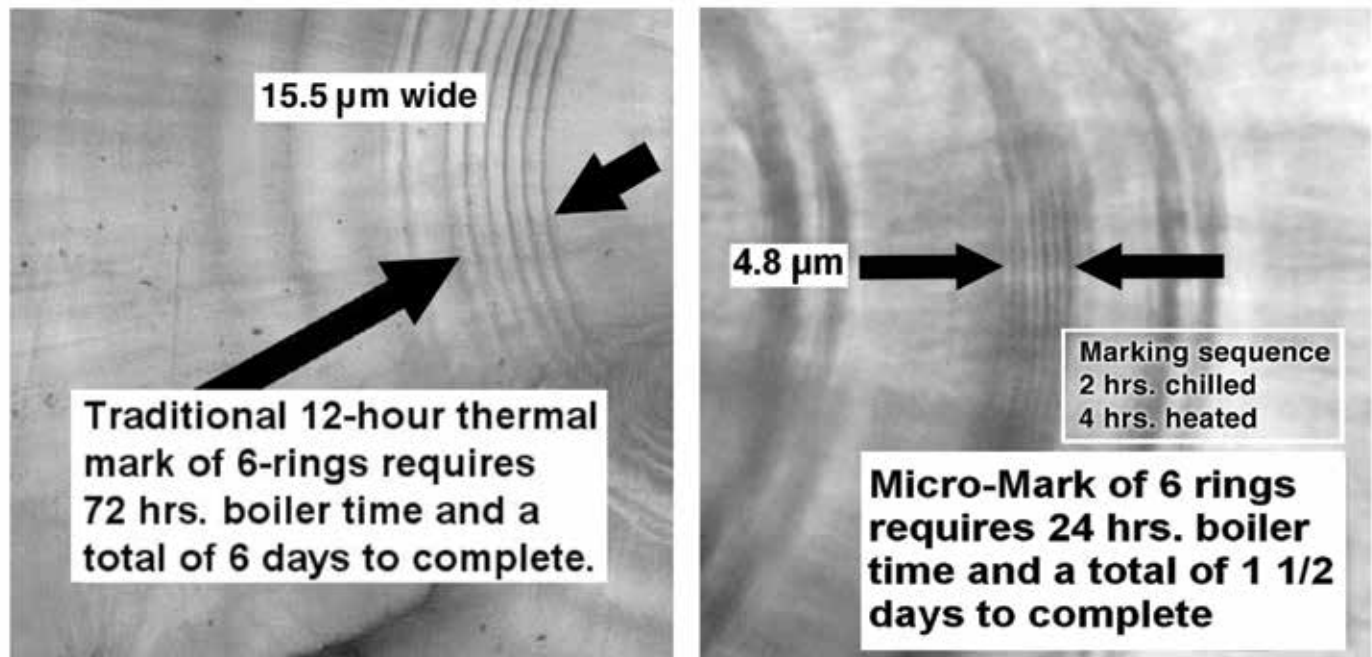 15.5 µm wide
Traditional 12-hour thermal
mark of 6-rings requires
72 hrs. boiler time and a
total of 6 days to complete.
4.8 µm
Marking sequence
2 hrs. chilled
4 hrs. heated
Micro-Mark of 6 rings
requires 24 hrs. boiler
time and a total of 1 1/2
days to complete